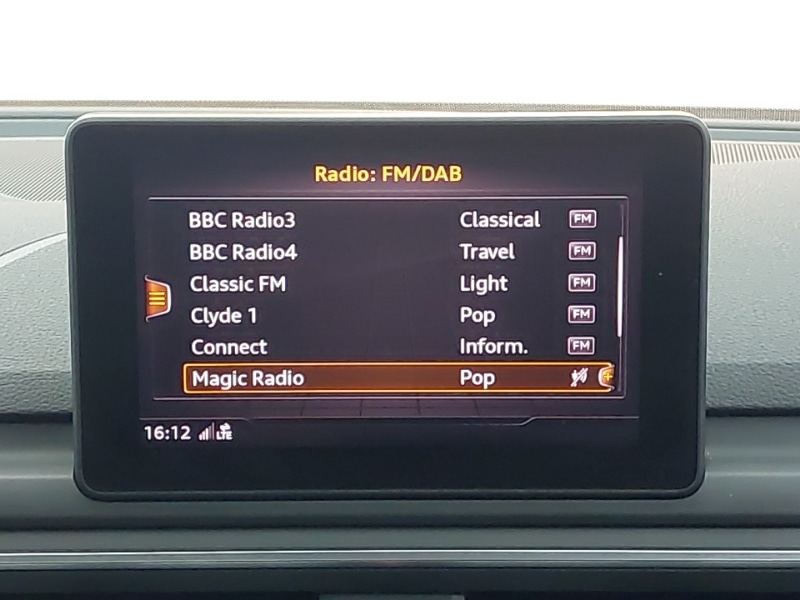 Radio: FM/DAB
BBC Radio3 Classical FM
BBC Radio4 Travel FM
Classic FM Light FM
Clyde 1 Pop FM
Connect Inform. FM
Magic Radio Pop
16:12 LTE